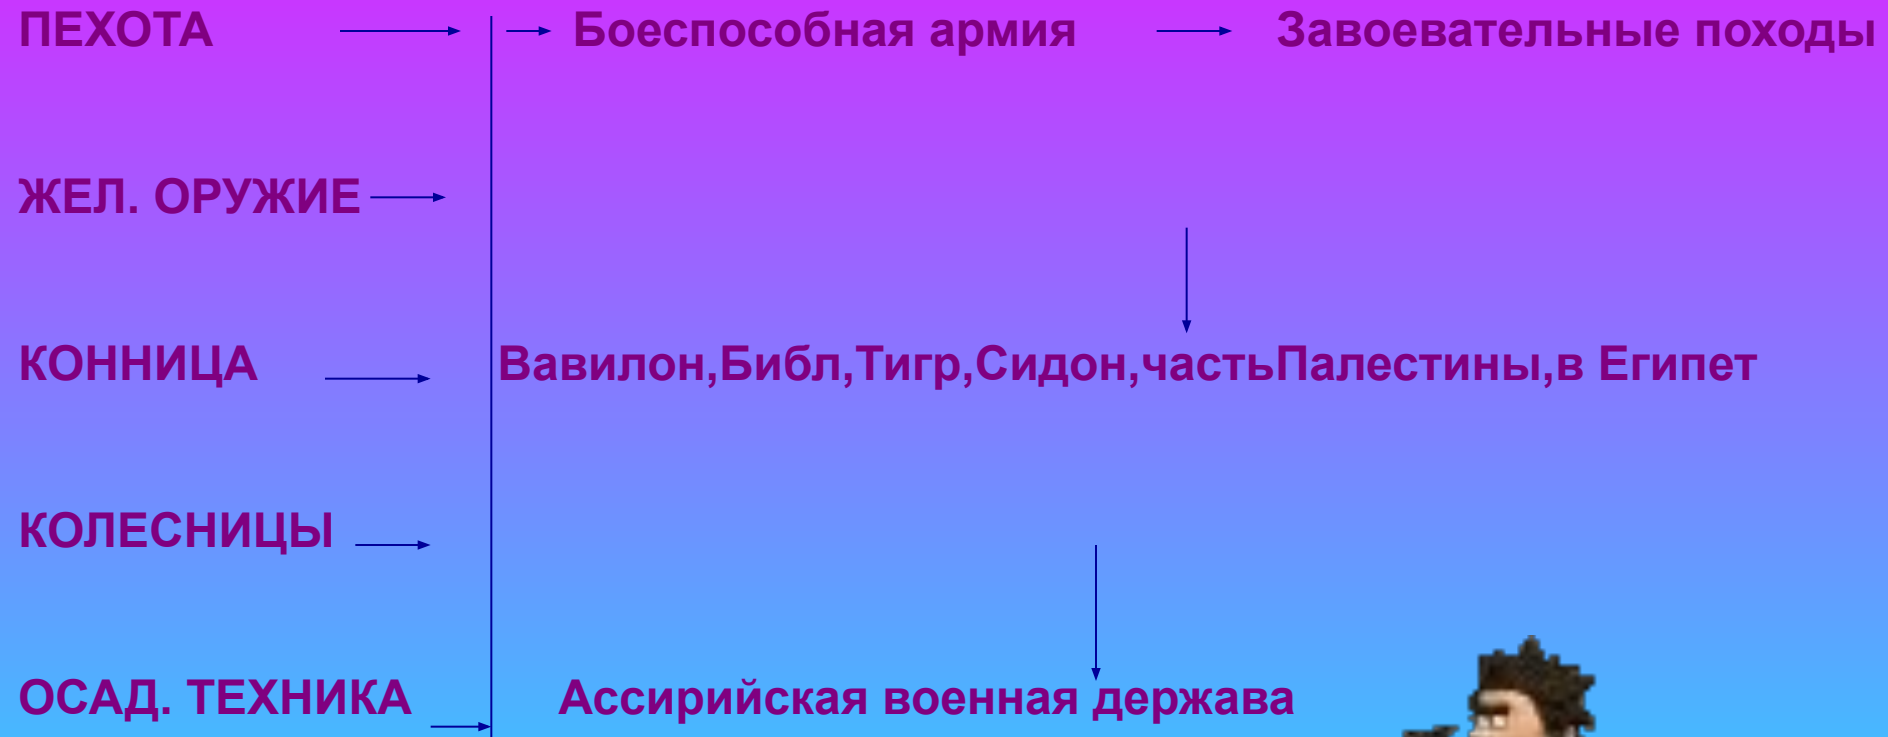 ПЕХОТА Боеспособная армия Завоевательные походы
ЖЕЛ. ОРУЖИЕ
КОННИЦА Вавилон,Библ,Тигр,Сидон,частьПалестины,в Египет
КОЛЕСНИЦЫ
ОСАД. ТЕХНИКА Ассирийская военная держава